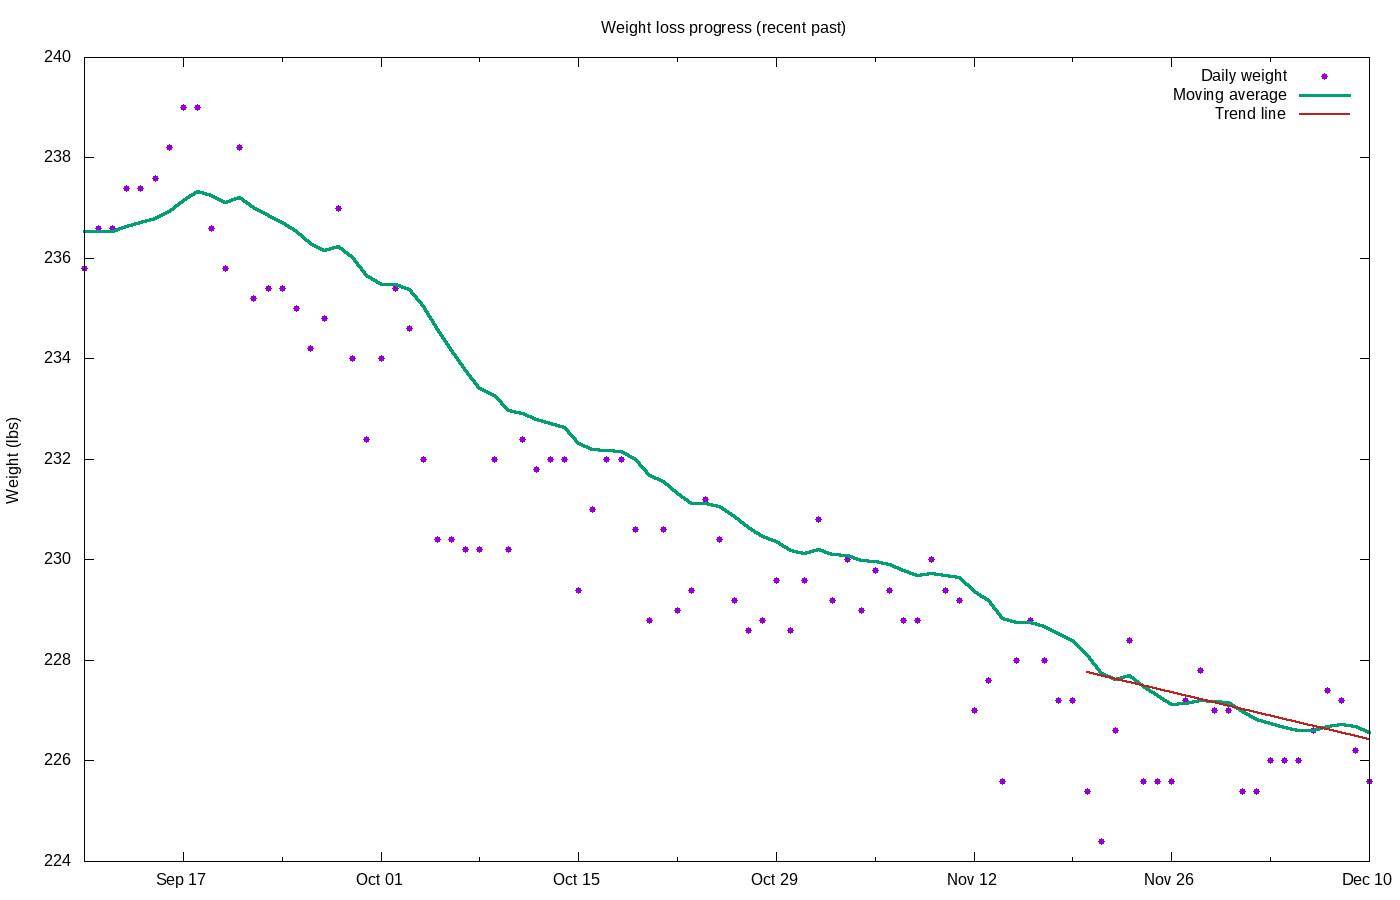 Weight loss progress (recent past)
240
238
236
234
232
230
228
226
224
Weight (lbs)
Daily weight
Moving average
Trend line
Sep 17
Oct 01
Oct 15
Oct 29
Nov 12
Nov 26
Dec 10